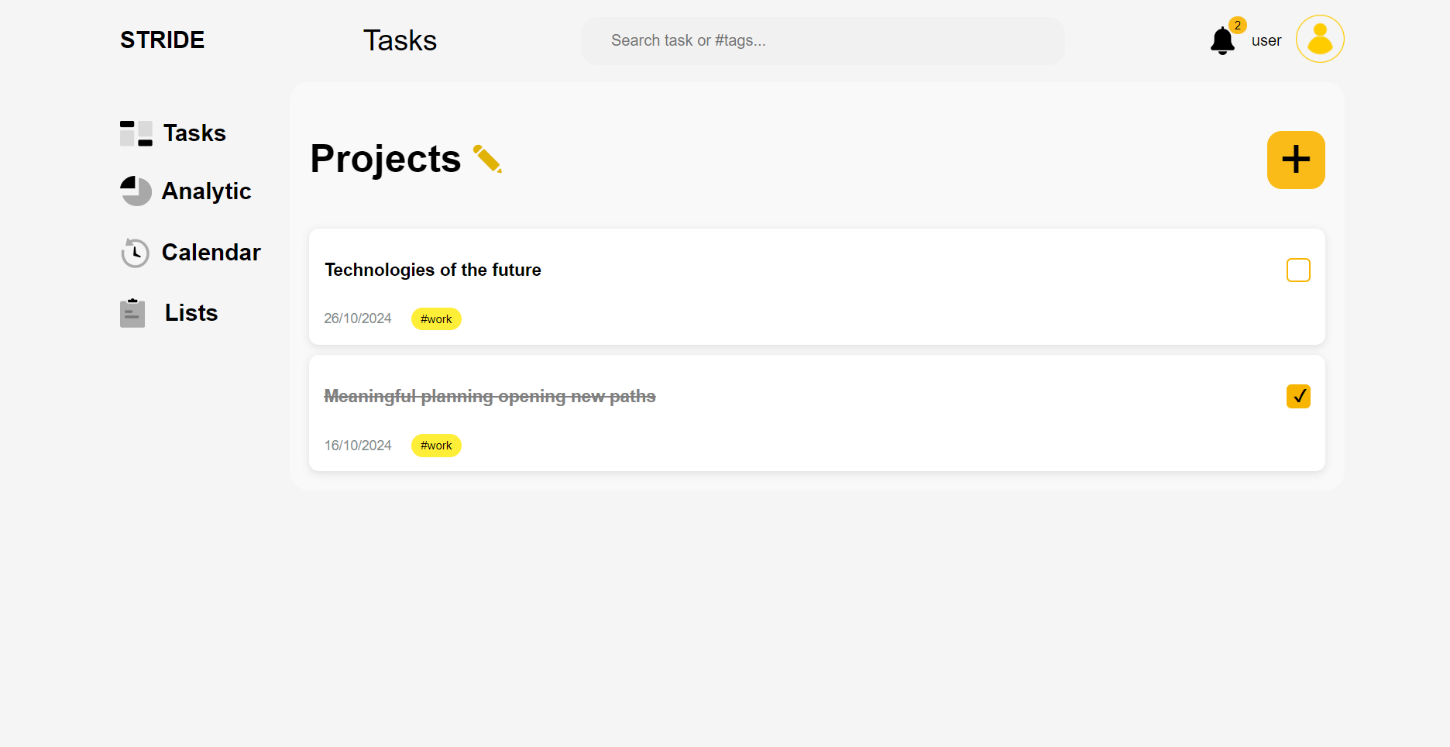 STRIDE
Tasks
Search task or #tags...
2
user
Tasks
Analytic
Calendar
Lists
Projects
Technologies of the future
26/10/2024 #work
Meaningful planning opening new paths
16/10/2024 #work